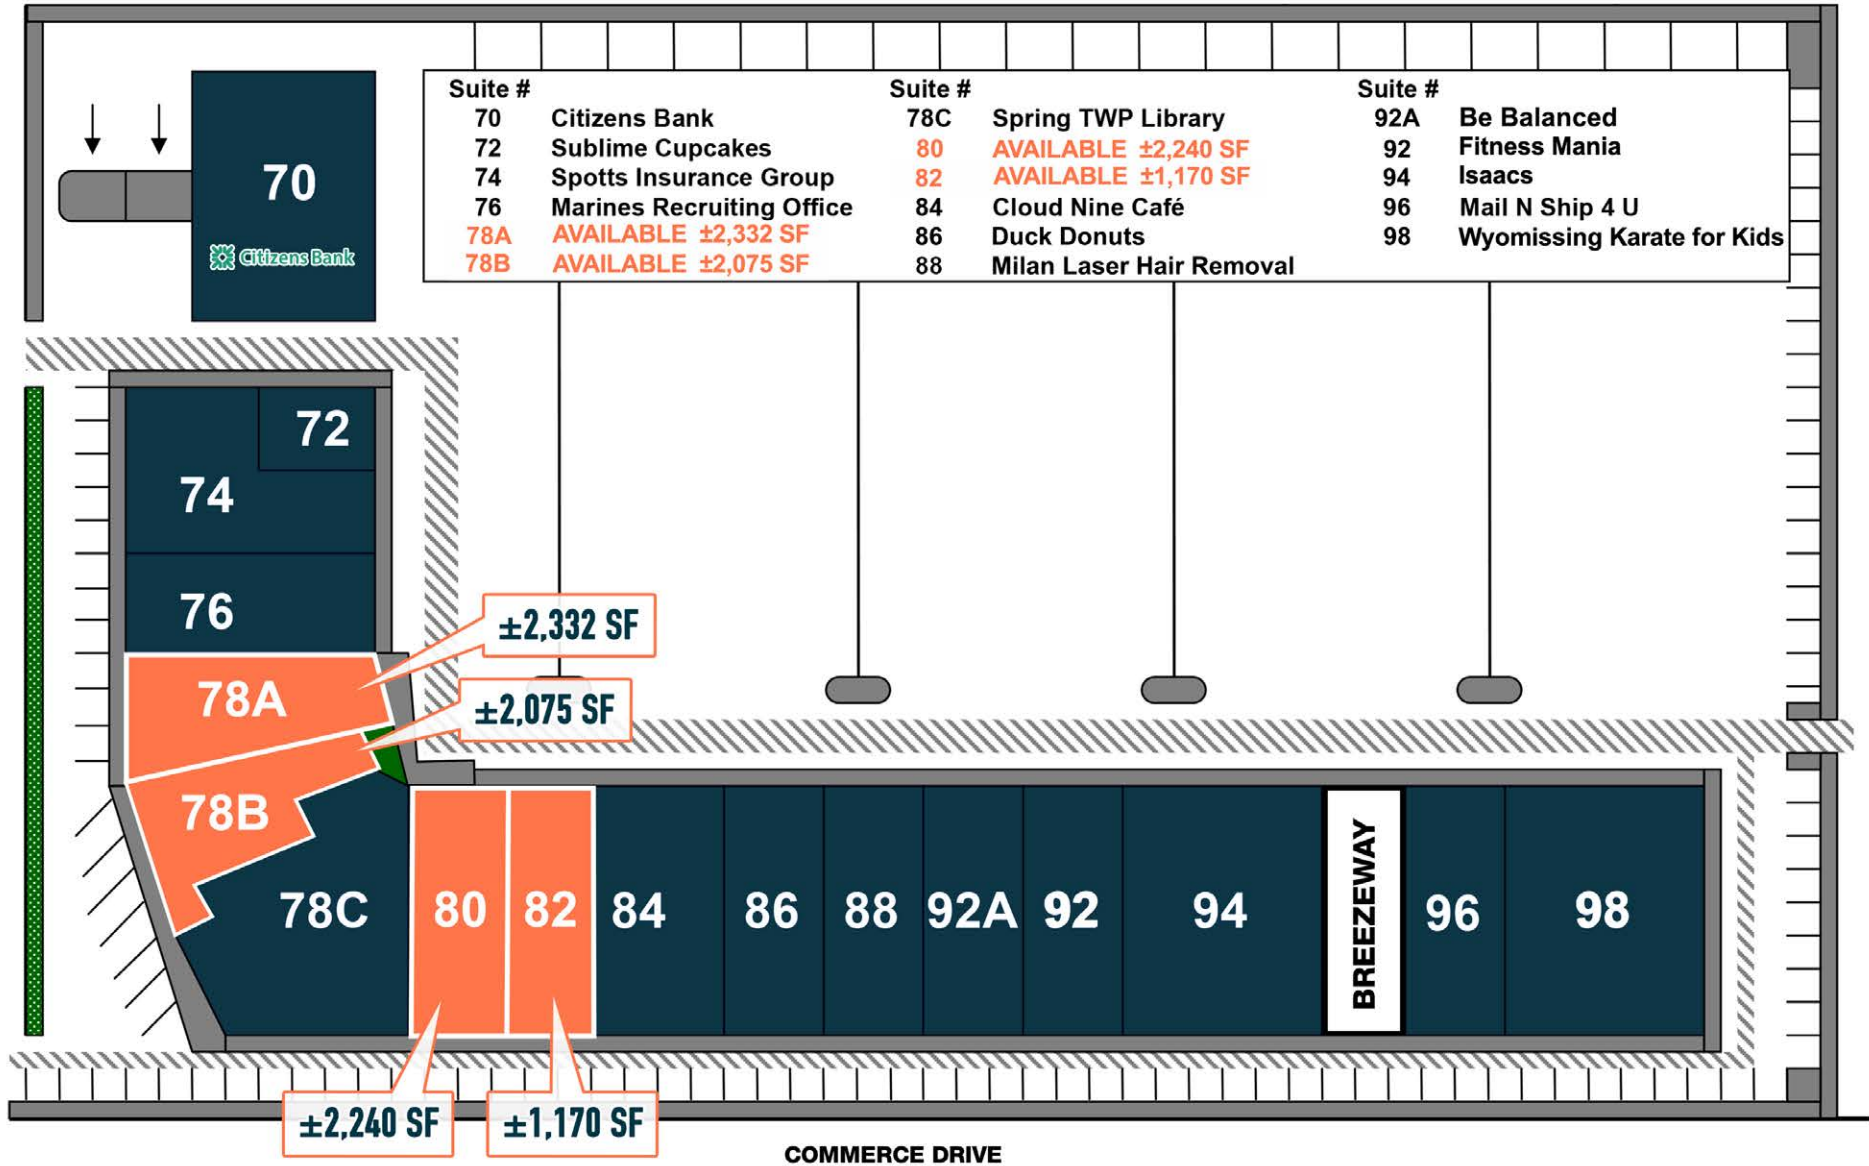 Suite #
70 Citizens Bank
72 Sublime Cupcakes
74 Spotts Insurance Group
76 Marines Recruiting Office
78A AVAILABLE ±2,332 SF
78B AVAILABLE ±2,075 SF
Suite #
78C Spring TWP Library
80 AVAILABLE ±2,240 SF
82 AVAILABLE ±1,170 SF
84 Cloud Nine Café
86 Duck Donuts
88 Milan Laser Hair Removal
Suite #
92A Be Balanced
92 Fitness Mania
94 Isaacs
96 Mail N Ship 4 U
98 Wyomissing Karate for Kids
70
Citizens Bank
72
74
76
±2,332 SF
78A
±2,075 SF
78B
78C
80
82
84
86
88
92A
92
94
BREEZEWAY
96
98
±2,240 SF
±1,170 SF
COMMERCE DRIVE